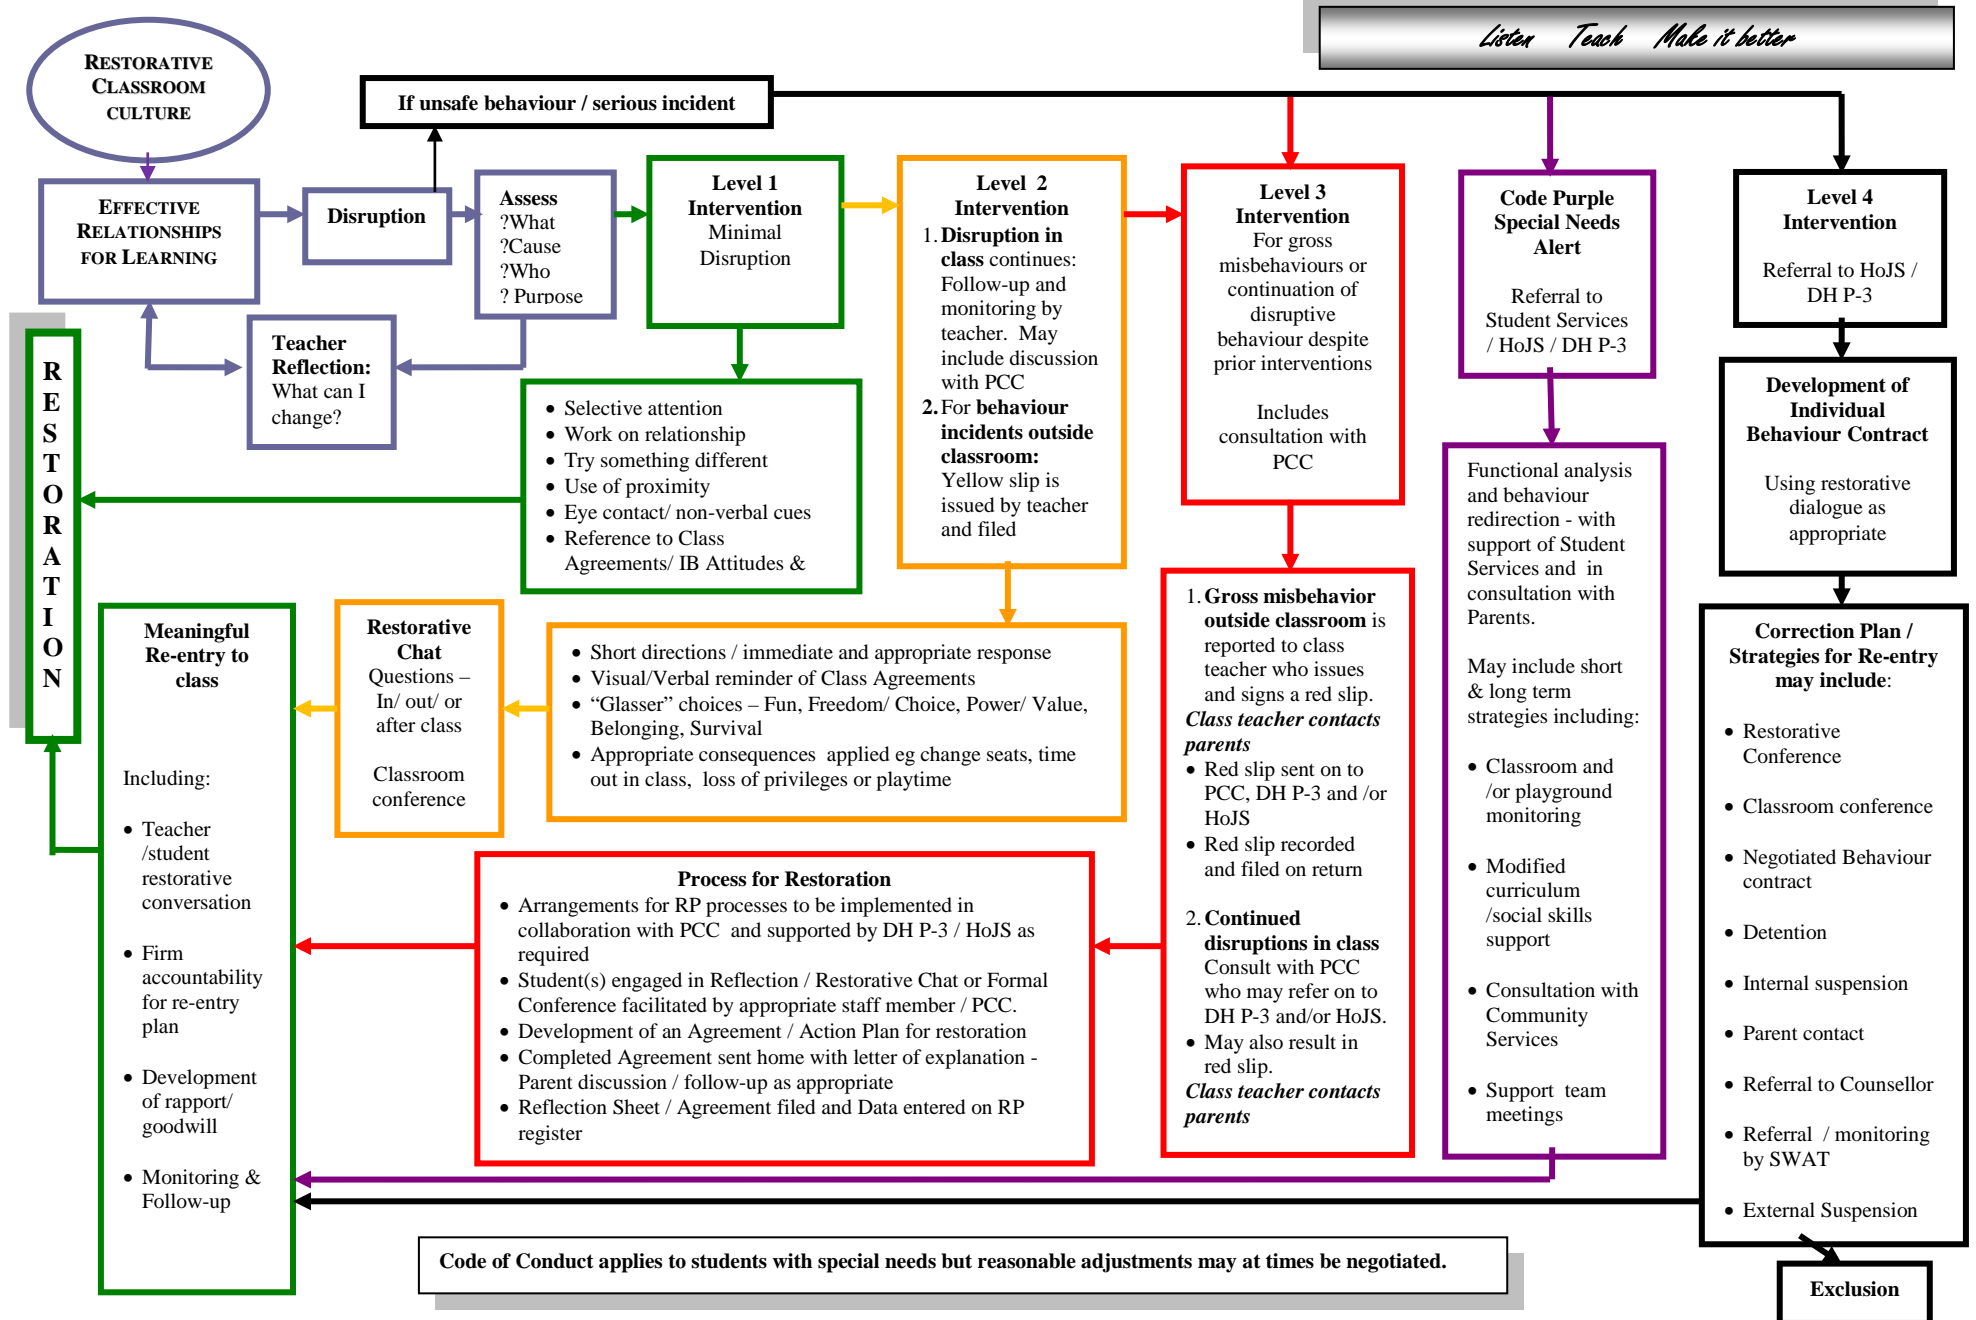 Listen Teach Make it better
RESTORATIVE
CLASSROOM
CULTURE
If unsafe behaviour / serious incident
EFFECTIVE
RELATIONSHIPS
FOR LEARNING
Disruption
Assess
?What
?Cause
?Who
? Purpose
Teacher
Reflection:
What can I
change?
Level 1
Intervention
Minimal
Disruption
• Selective attention
• Work on relationship
• Try something different
• Use of proximity
• Eye contact/ non-verbal cues
• Reference to Class
Agreements/ IB Attitudes &
Level 2
Intervention
1. Disruption in
class continues:
Follow-up and
monitoring by
teacher. May
include discussion
with PCC
2. For behaviour
incidents outside
classroom:
Yellow slip is
issued by teacher
and filed
• Short directions / immediate and appropriate response
• Visual/Verbal reminder of Class Agreements
• “Glasser” choices – Fun, Freedom/ Choice, Power/ Value,
Belonging, Survival
• Appropriate consequences applied eg change seats, time
out in class, loss of privileges or playtime
Restorative
Chat
Questions –
In/ out/ or
after class
Classroom
conference
Level 3
Intervention
For gross
misbehaviours or
continuation of
disruptive
behaviour despite
prior interventions
Includes
consultation with
PCC
1. Gross misbehavior
outside classroom is
reported to class
teacher who issues
and signs a red slip.
Class teacher contacts
parents
• Red slip sent on to
PCC, DH P-3 and /or
HoJS
• Red slip recorded
and filed on return
2. Continued
disruptions in class
Consult with PCC
who may refer on to
DH P-3 and/or HoJS.
• May also result in
red slip.
Class teacher contacts
parents
Process for Restoration
• Arrangements for RP processes to be implemented in
collaboration with PCC and supported by DH P-3 / HoJS as
required
• Student(s) engaged in Reflection / Restorative Chat or Formal
Conference facilitated by appropriate staff member / PCC.
• Development of an Agreement / Action Plan for restoration
• Completed Agreement sent home with letter of explanation -
Parent discussion / follow-up as appropriate
• Reflection Sheet / Agreement filed and Data entered on RP
register
Code Purple
Special Needs
Alert
Referral to
Student Services
/ HoJS / DH P-3
Functional analysis
and behaviour
redirection - with
support of Student
Services and in
consultation with
Parents.
May include short
& long term
strategies including:
• Classroom and
/or playground
monitoring
• Modified
curriculum
/social skills
support
• Consultation with
Community
Services
• Support team
meetings
Level 4
Intervention
Referral to HoJS /
DH P-3
Development of
Individual
Behaviour Contract
Using restorative
dialogue as
appropriate
Correction Plan /
Strategies for Re-entry
may include:
• Restorative
Conference
• Classroom conference
• Negotiated Behaviour
contract
• Detention
• Internal suspension
• Parent contact
• Referral to Counsellor
• Referral / monitoring
by SWAT
• External Suspension
Exclusion
Meaningful
Re-entry to
class
Including:
• Teacher
/student
restorative
conversation
• Firm
accountability
for re-entry
plan
• Development
of rapport/
goodwill
• Monitoring &
Follow-up
R
E
S
T
O
R
A
T
I
O
N
Code of Conduct applies to students with special needs but reasonable adjustments may at times be negotiated.